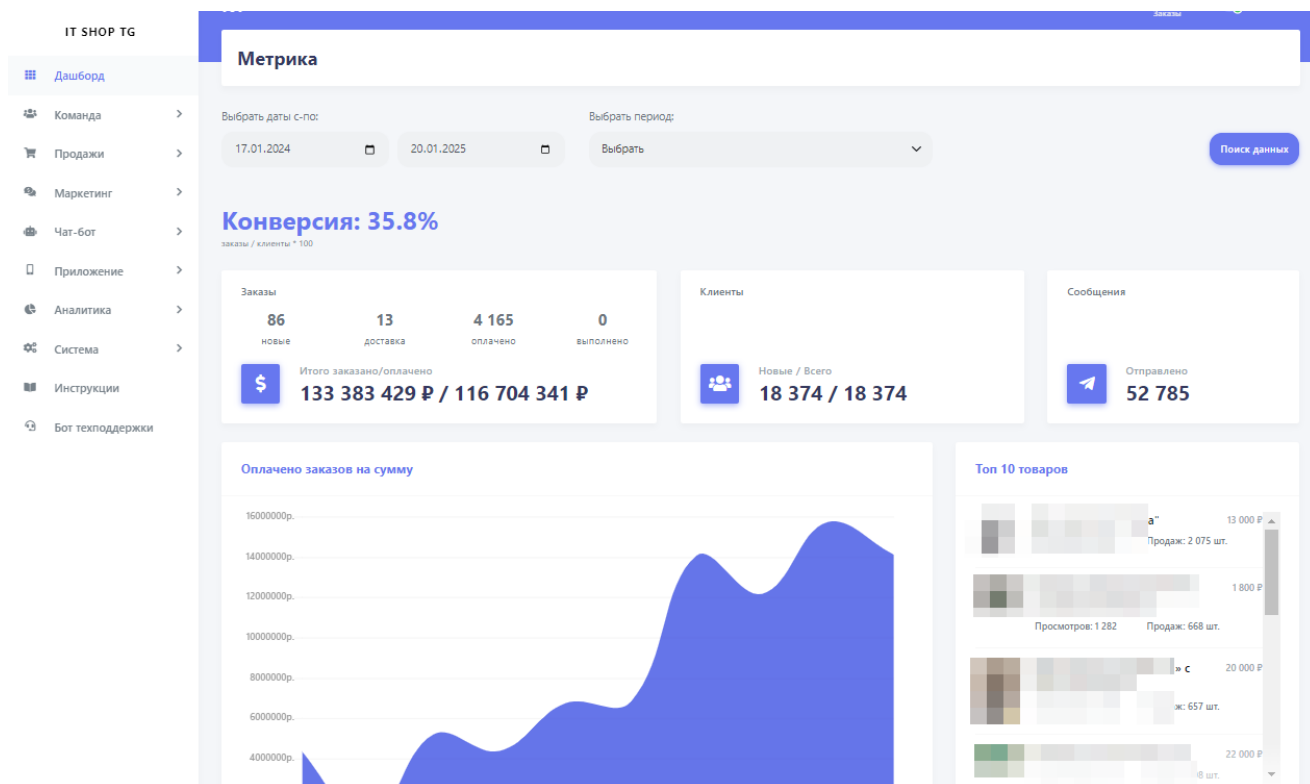 IT SHOP TG
Заказы
Дашборд
Команда
Продажи
Маркетинг
Чат-бот
Приложение
Аналитика
Система
Инструкции
Бот техподдержки
Метрика
Выбрать даты с-по:
Выбрать период:
17.01.2024
20.01.2025
Выбрать
Поиск данных
Конверсия: 35.8%
заказы / клиенты * 100
Заказы
86 13 4 165 0
новые доставка оплачено выполнено
Итого заказано/оплачено
133 383 429 ₽ / 116 704 341 ₽
Клиенты
Новые / Всего
18 374 / 18 374
Сообщения
Отправлено
52 785
Оплачено заказов на сумму
16000000р.
14000000р.
12000000р.
10000000р.
8000000р.
6000000р.
4000000р.
Топ 10 товаров
а" 13 000 ₽
Продаж: 2 075 шт.
1 800 ₽
Просмотров: 1 282 Продаж: 668 шт.
» с 20 000 ₽
657 шт.
22 000 ₽
шт.